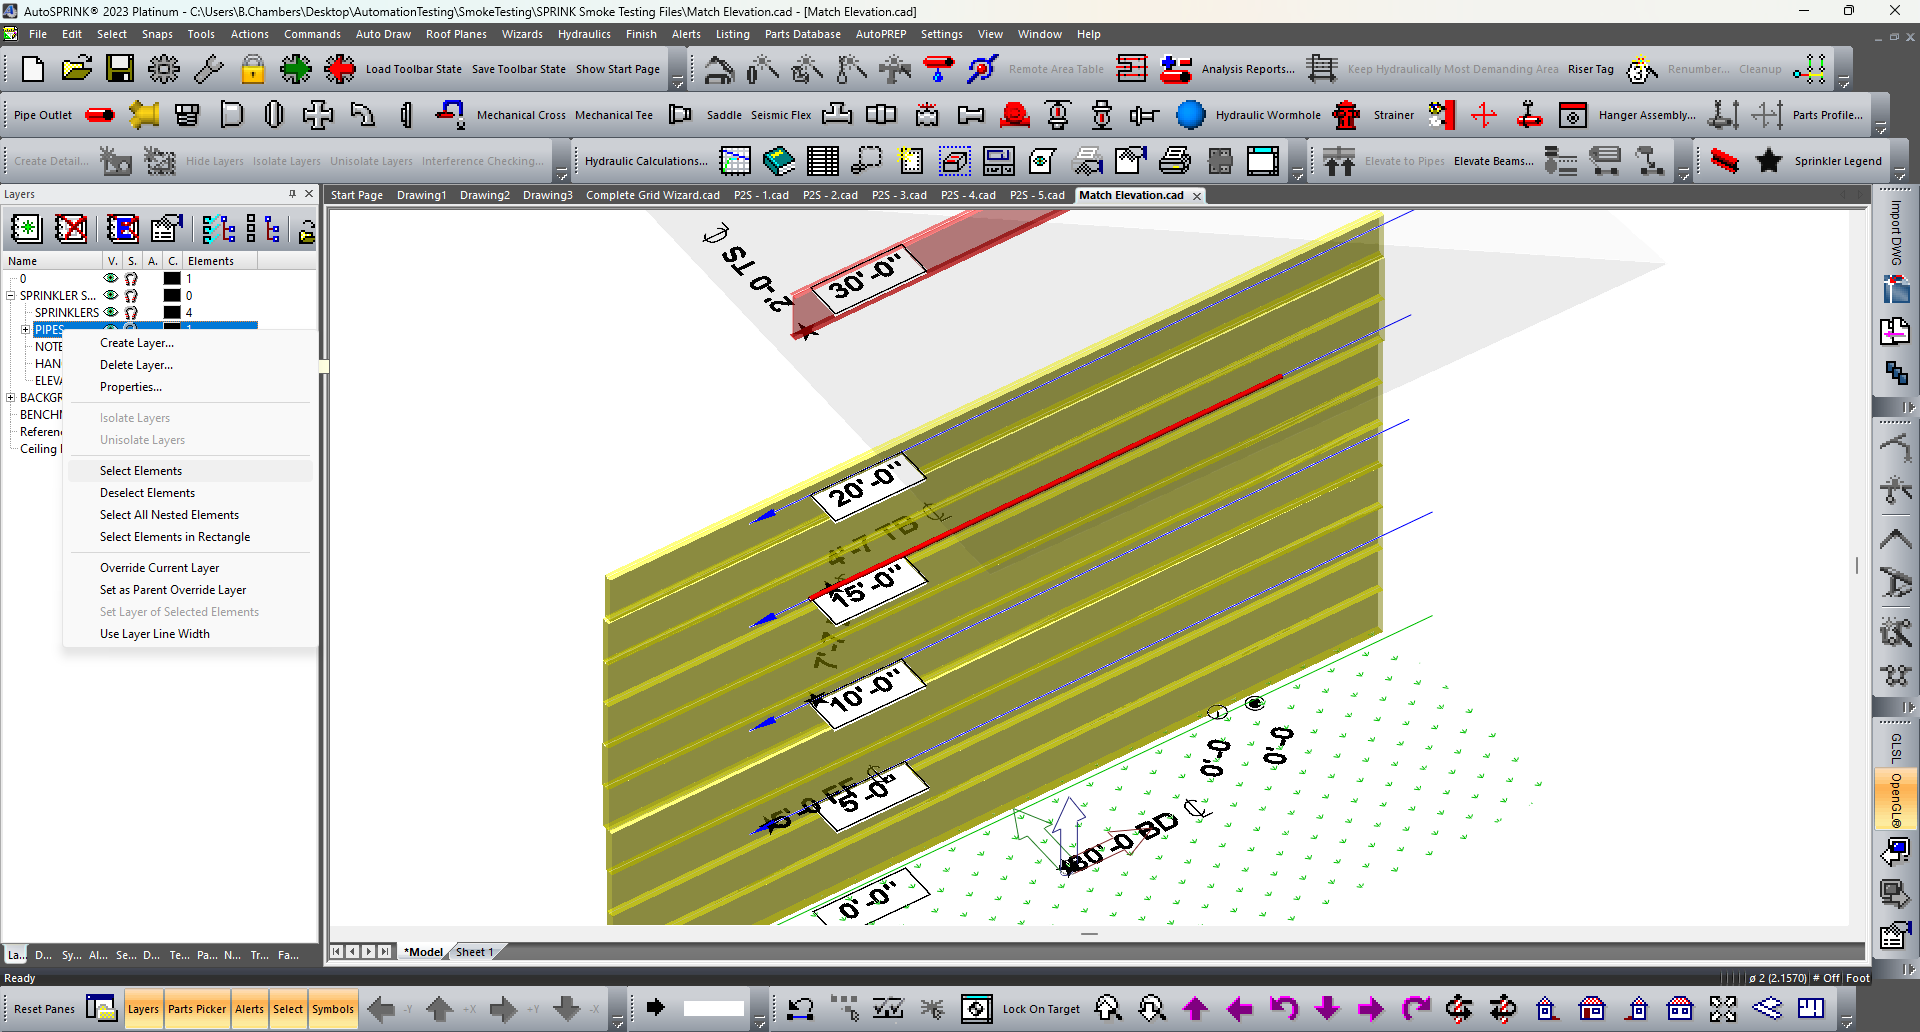 AutoSPRINK® 2023 Platinum - C:\Users\B.Chambers\Desktop\AutomationTesting\SmokeTesting\SPRINK Smoke Testing Files\Match Elevation.cad - [Match Elevation.cad]
File Edit Select Snaps Tools Actions Commands Auto Draw Roof Planes Wizards Hydraulics Finish Alerts Listing Parts Database AutoPREP Settings View Window Help
Load Toolbar State Save Toolbar State Show Start Page Remote Area Table Analysis Reports... Keep Hydraulically Most Demanding Area Riser Tag Renumber... Cleanup
Pipe Outlet Mechanical Cross Mechanical Tee Saddle Seismic Flex Hydraulic Wormhole Strainer Hanger Assembly... Parts Profile...
Create Detail... Hide Layers Isolate Layers Unisolate Layers Interference Checking... Hydraulic Calculations... Elevate to Pipes Elevate Beams... Sprinkler Legend
Layers
Start Page Drawing1 Drawing2 Drawing3 Complete Grid Wizard.cad P2S - 1.cad P2S - 2.cad P2S - 3.cad P2S - 4.cad P2S - 5.cad Match Elevation.cad
Name V. S. A. C. Elements
0 1
SPRINKLER S... 0
SPRINKLERS 4
PIPES 1
NOTE
HAN
ELEVA
BACKGR
BENCHM
Referen
Ceiling
Create Layer...
Delete Layer...
Properties...
Isolate Layers
Unisolate Layers
Select Elements
Deselect Elements
Select All Nested Elements
Select Elements in Rectangle
Override Current Layer
Set as Parent Override Layer
Set Layer of Selected Elements
Use Layer Line Width
2'-0 TS ℄
30'-0"
20'-0"
4'-7 TB ℄
15'-0"
10'-0"
5'-0 FF ℄
5'-0"
0'-0"
0'-0
0'-0
80'-0 BD ℄
Import DWG
GLSL
OpenGL®
La... D... Sy... Al... Se... D... Te... Pa... N... Tr... Fa...
*Model Sheet 1
Ready
ø 2 (2.1570) # Off Foot
Reset Panes Layers Parts Picker Alerts Select Symbols -Y +X +Y -X Lock On Target